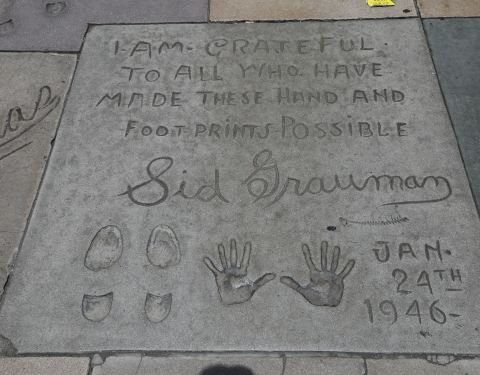 I·AM·GRATEFUL·
TO ALL WHO HAVE
MADE THESE HAND AND
FOOT PRINTS POSSIBLE
Sid Grauman
JAN.
24TH
1946-